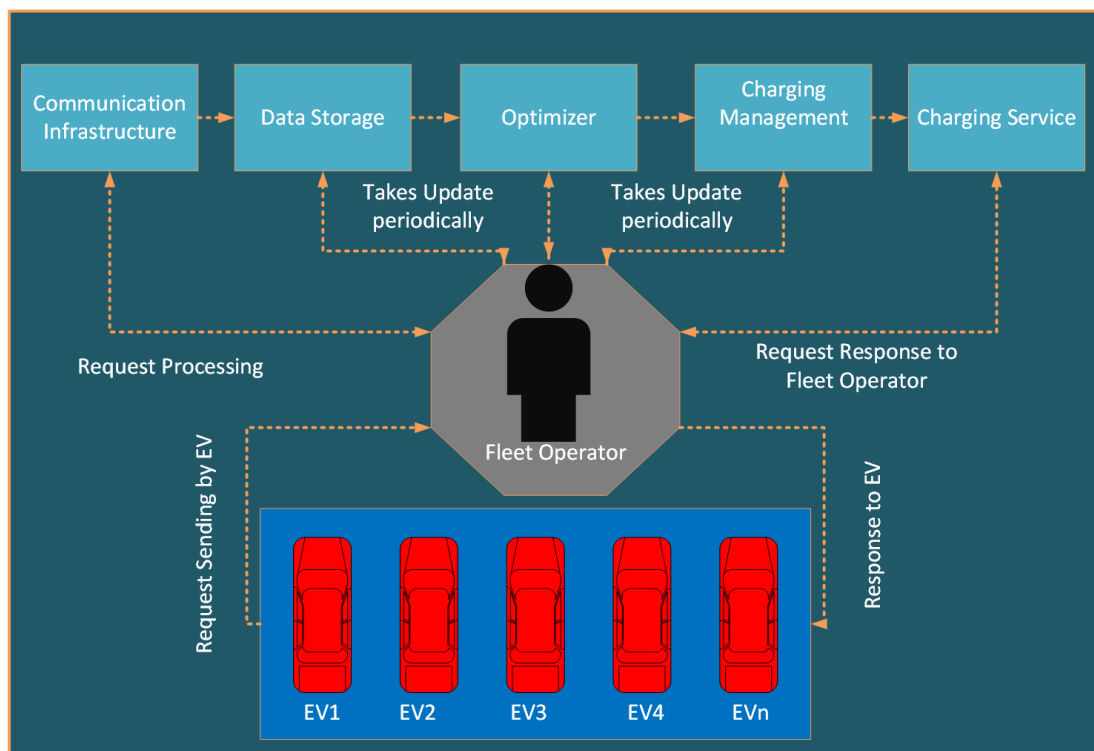 Communication
Infrastructure
Data Storage
Optimizer
Charging
Management
Charging Service
Takes Update
periodically
Takes Update
periodically
Request Processing
Request Response to
Fleet Operator
Fleet Operator
Request Sending by EV
Response to EV
EV1
EV2
EV3
EV4
EVn